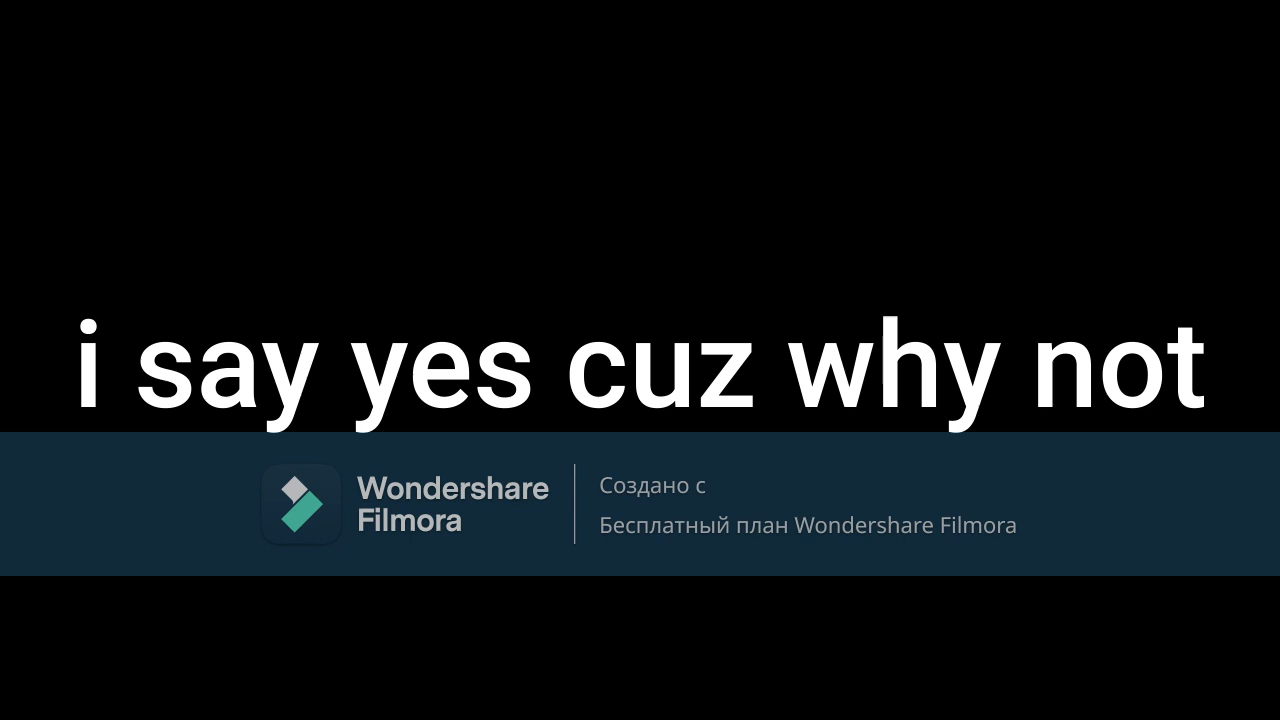 i say yes cuz why not
Wondershare
Filmora
Создано с
Бесплатный план Wondershare Filmora